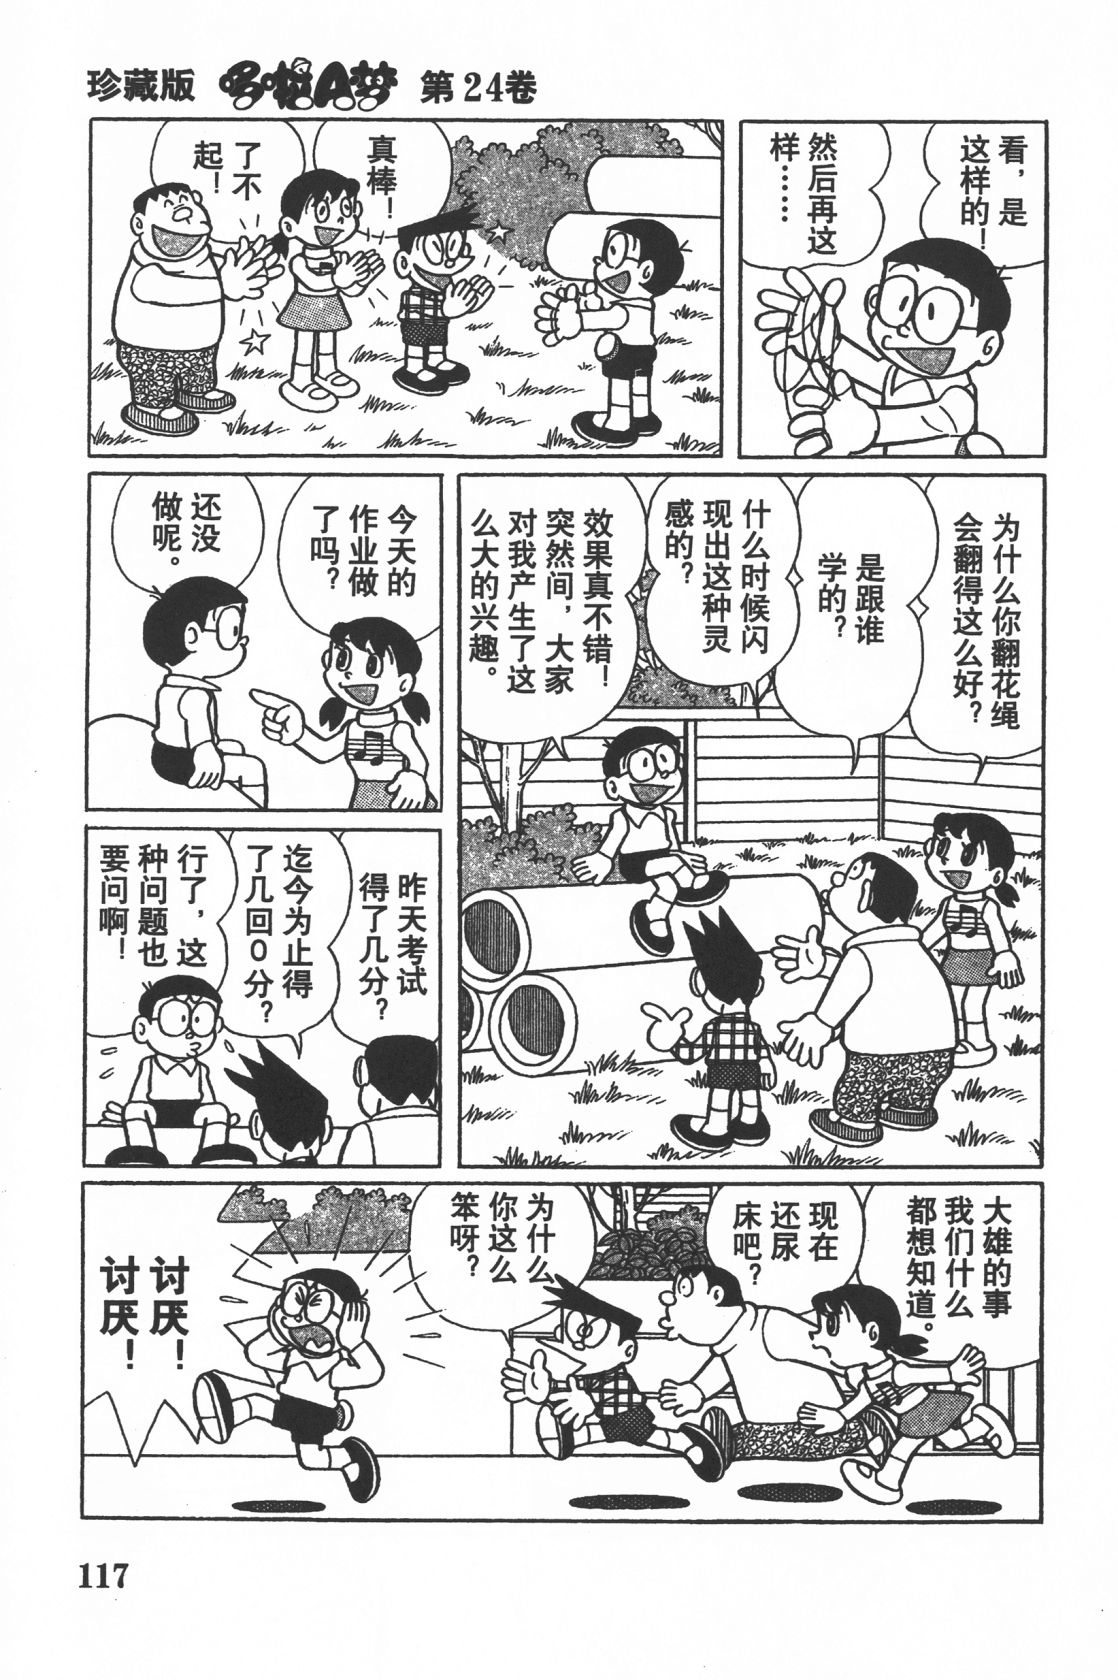 珍藏版 哆啦A梦 第24卷
看，是
这样的！
然后再这
样……
真棒！
了不
起！
为什么你翻花绳
会翻得这么好？
是跟谁
学的？
什么时候闪
现出这种灵
感的？
效果真不错！
突然间，大家
对我产生了这
么大的兴趣。
今天的
作业做
了吗？
还没
做呢。
昨天考试
得了几分？
迄今为止得
了几回0分？
行了，这
种问题也
要问啊！
大雄的事
我们什么
都想知道。
现在
还尿
床吧？
为什么
你这么
笨呀？
讨厌！
讨厌！
117